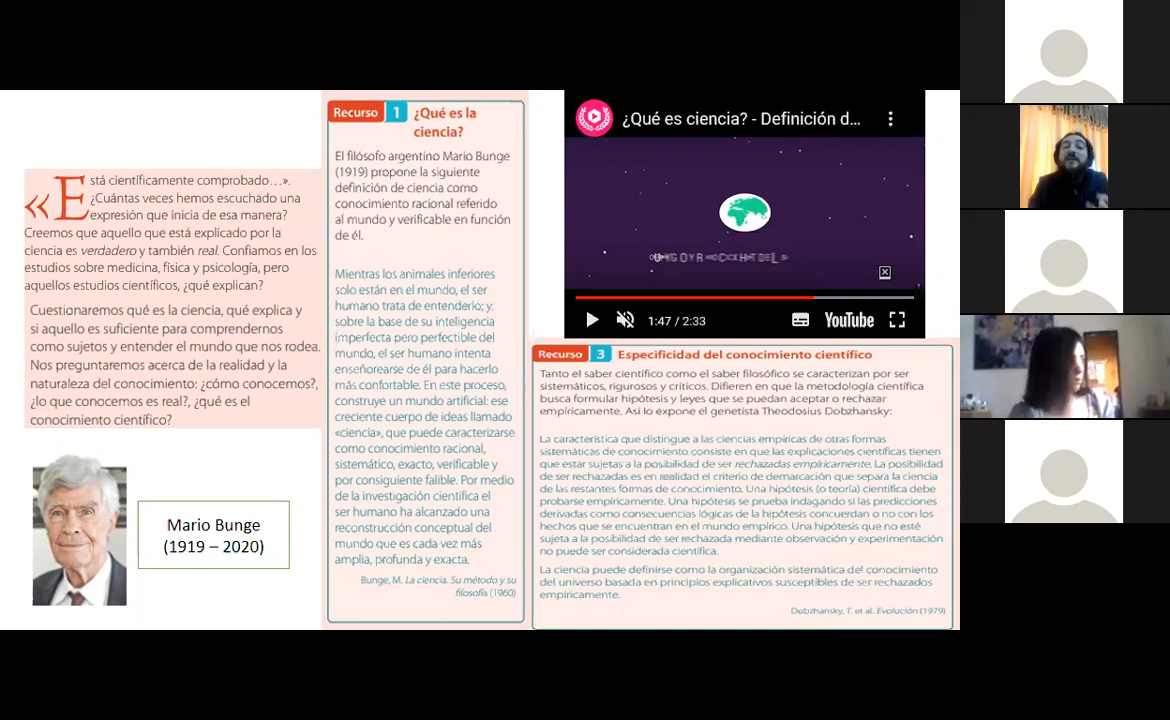 «Está científicamente comprobado…».
¿Cuántas veces hemos escuchado una
expresión que inicia de esa manera?
Creemos que aquello que está explicado por la
ciencia es verdadero y también real. Confiamos en los
estudios sobre medicina, física y psicología, pero
aquellos estudios científicos, ¿qué explican?
Cuestionaremos qué es la ciencia, qué explica y
si aquello es suficiente para comprendernos
como sujetos y entender el mundo que nos rodea.
Nos preguntaremos acerca de la realidad y la
naturaleza del conocimiento: ¿cómo conocemos?,
¿lo que conocemos es real?, ¿qué es el
conocimiento científico?
Mario Bunge
(1919 – 2020)
Recurso 1 ¿Qué es la
ciencia?
El filósofo argentino Mario Bunge
(1919) propone la siguiente
definición de ciencia como
conocimiento racional referido
al mundo y verificable en función
de él.
Mientras los animales inferiores
solo están en el mundo, el ser
humano trata de entenderlo; y,
sobre la base de su inteligencia
imperfecta pero perfectible del
mundo, el ser humano intenta
enseñorearse de él para hacerlo
más confortable. En este proceso,
construye un mundo artificial: ese
creciente cuerpo de ideas llamado
«ciencia», que puede caracterizarse
como conocimiento racional,
sistemático, exacto, verificable y
por consiguiente falible. Por medio
de la investigación científica el
ser humano ha alcanzado una
reconstrucción conceptual del
mundo que es cada vez más
amplia, profunda y exacta.
Bunge, M. La ciencia. Su método y su
filosofía (1960)
¿Qué es ciencia? - Definición d...
1:47 / 2:33
YouTube
Recurso 3 Especificidad del conocimiento científico
Tanto el saber científico como el saber filosófico se caracterizan por ser
sistemáticos, rigurosos y críticos. Difieren en que la metodología científica
busca formular hipótesis y leyes que se puedan aceptar o rechazar
empíricamente. Así lo expone el genetista Theodosius Dobzhansky:
La característica que distingue a las ciencias empíricas de otras formas
sistemáticas de conocimiento consiste en que las explicaciones científicas tienen
que estar sujetas a la posibilidad de ser rechazadas empíricamente. La posibilidad
de ser rechazadas es en realidad el criterio de demarcación que separa la ciencia
de las restantes formas de conocimiento. Una hipótesis (o teoría) científica debe
probarse empíricamente. Una hipótesis se prueba indagando si las predicciones
derivadas como consecuencias lógicas de la hipótesis concuerdan o no con los
hechos que se encuentran en el mundo empírico. Una hipótesis que no esté
sujeta a la posibilidad de ser rechazada mediante observación y experimentación
no puede ser considerada científica.
La ciencia puede definirse como la organización sistemática del conocimiento
del universo basada en principios explicativos susceptibles de ser rechazados
empíricamente.
Dobzhansky, T. et al. Evolución (1979)